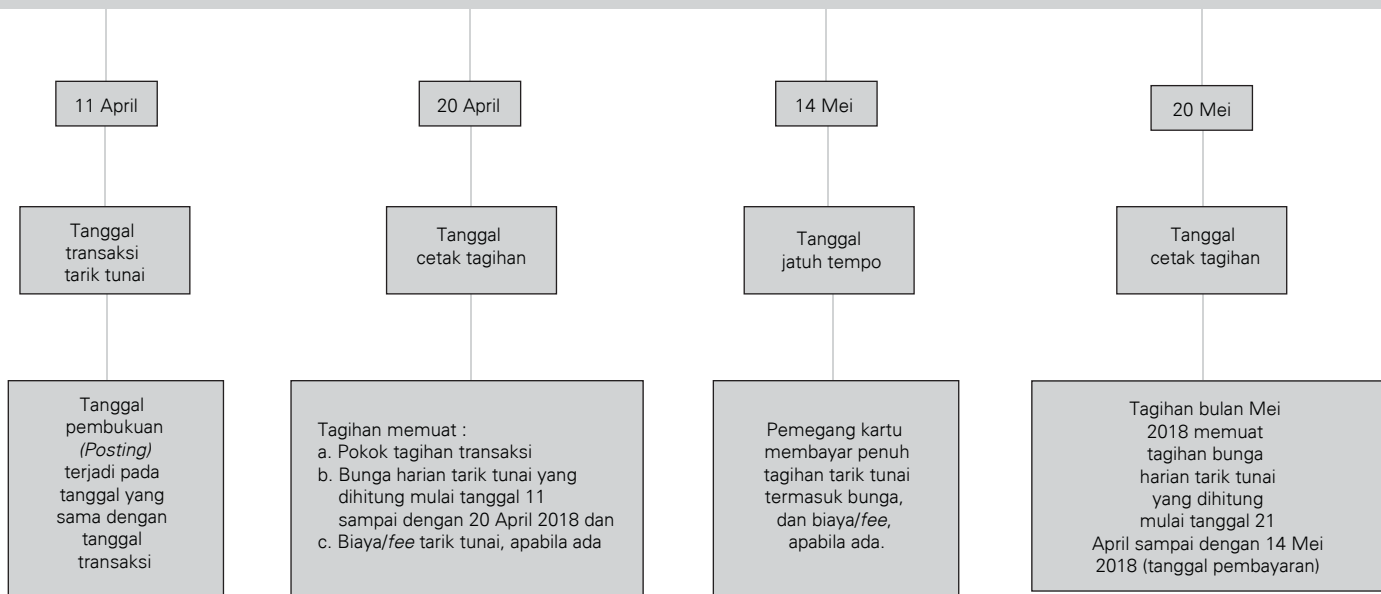 11 April
20 April
14 Mei
20 Mei
Tanggal
transaksi
tarik tunai
Tanggal
cetak tagihan
Tanggal
jatuh tempo
Tanggal
cetak tagihan
Tanggal
pembukuan
(Posting)
terjadi pada
tanggal yang
sama dengan
tanggal
transaksi
Tagihan memuat :
a. Pokok tagihan transaksi
b. Bunga harian tarik tunai yang
dihitung mulai tanggal 11
sampai dengan 20 April 2018 dan
c. Biaya/fee tarik tunai, apabila ada
Pemegang kartu
membayar penuh
tagihan tarik tunai
termasuk bunga,
dan biaya/fee,
apabila ada.
Tagihan bulan Mei
2018 memuat
tagihan bunga
harian tarik tunai
yang dihitung
mulai tanggal 21
April sampai dengan 14 Mei
2018 (tanggal pembayaran)